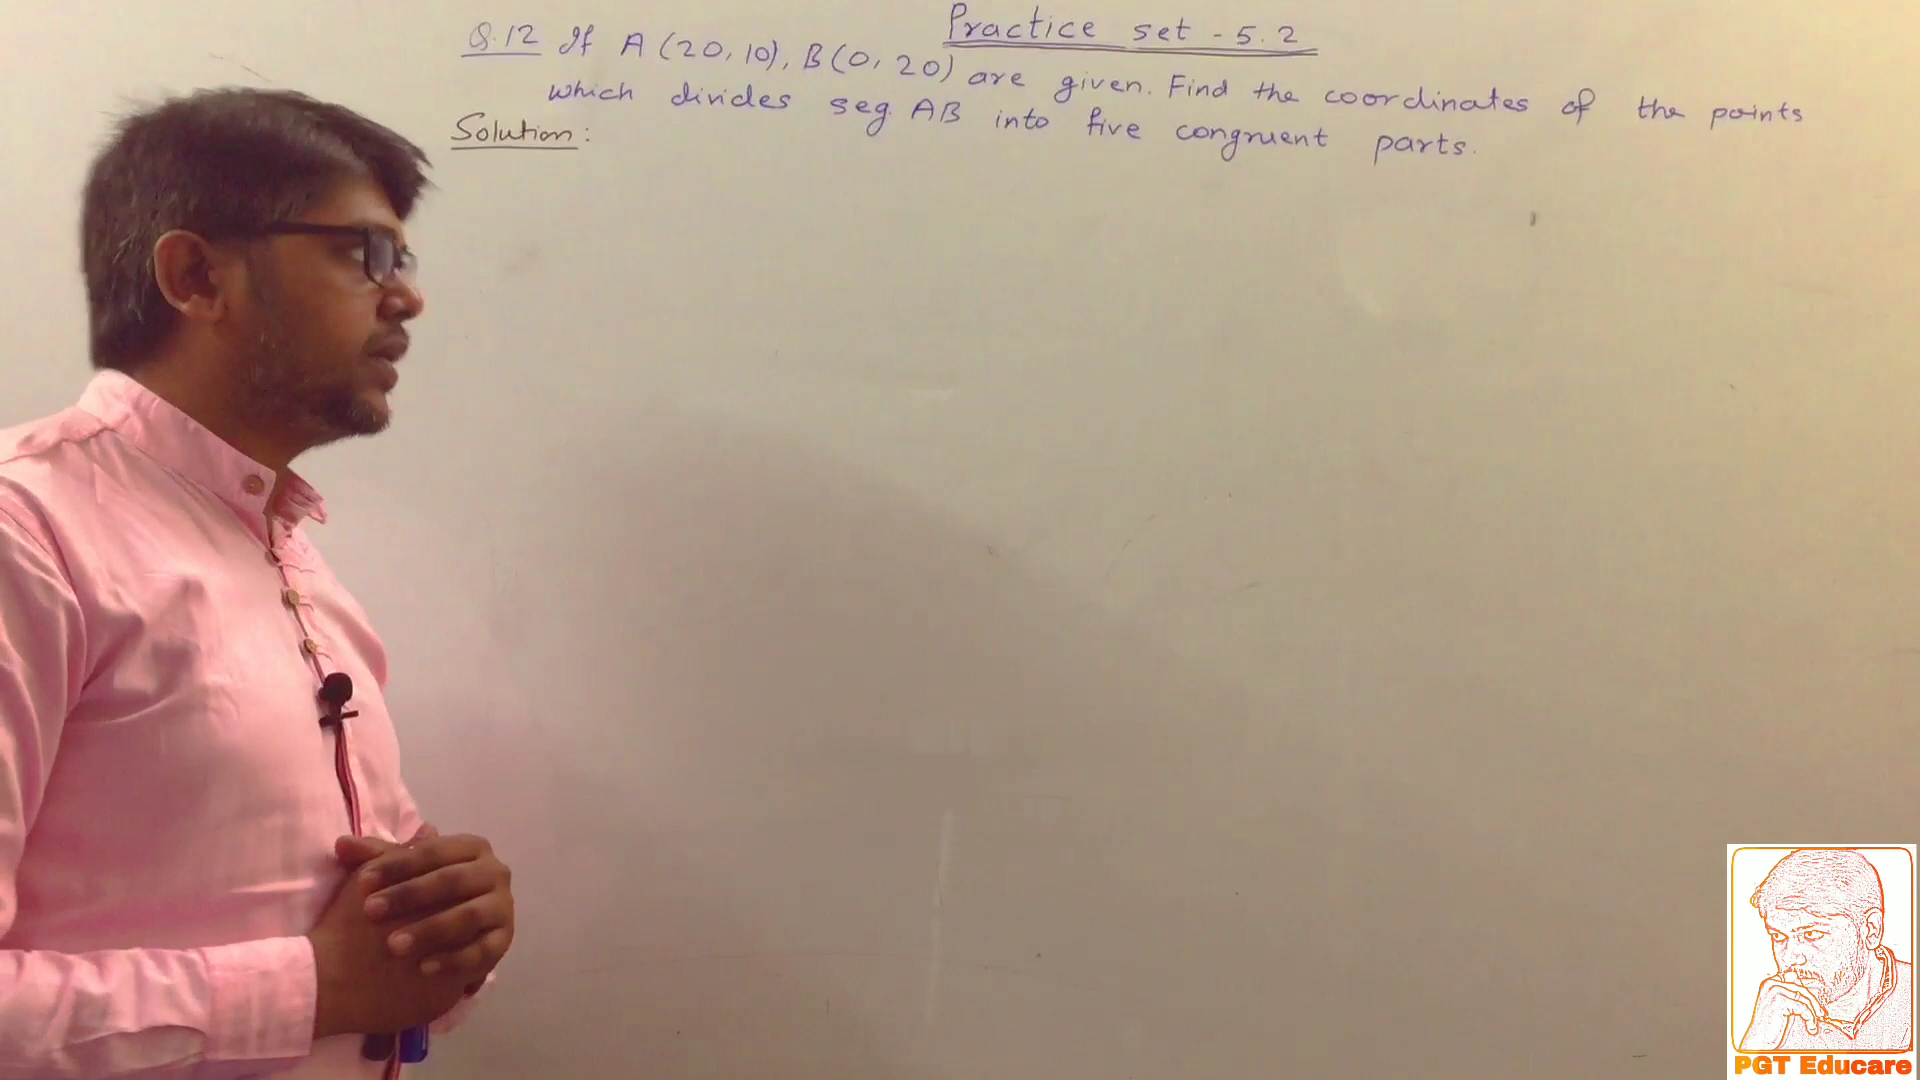 Practice set - 5.2
Q.12 If A (20, 10), B (0, 20) are given. Find the coordinates of the points
which divides seg. AB into five congruent parts.
Solution :
PGT Educare